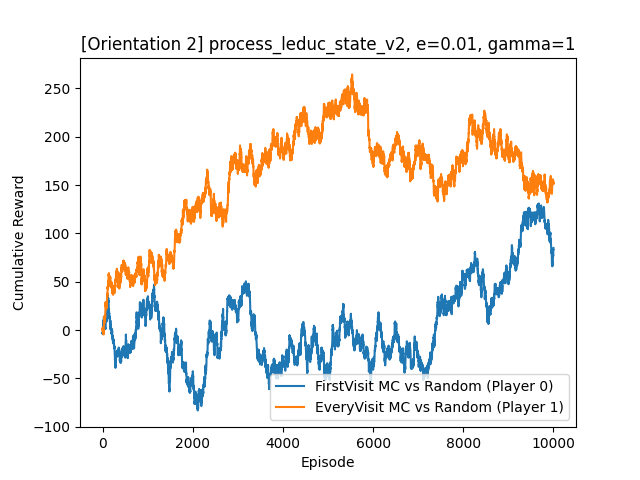 [Orientation 2] process_leduc_state_v2, e=0.01, gamma=1
Cumulative Reward
250
200
150
100
50
0
−50
−100
FirstVisit MC vs Random (Player 0)
EveryVisit MC vs Random (Player 1)
0 2000 4000 6000 8000 10000
Episode